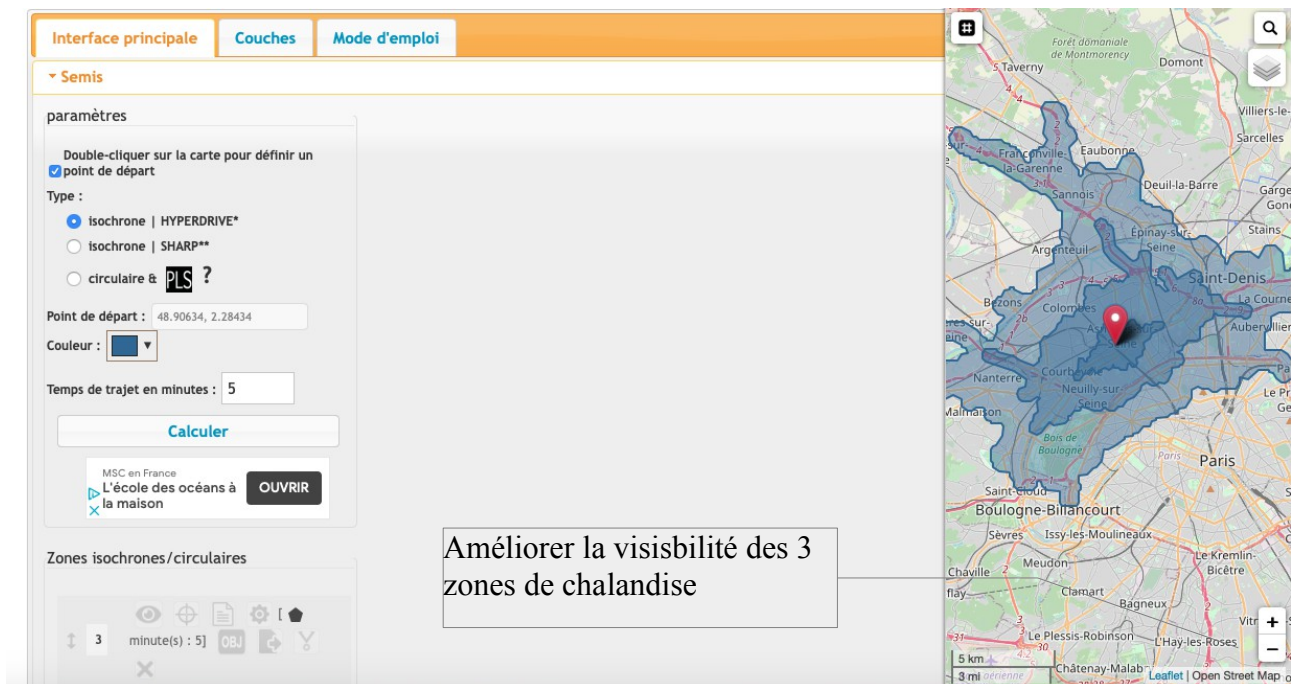 Interface principale
Couches
Mode d'emploi
Semis
paramètres
Double-cliquer sur la carte pour définir un
point de départ
Type :
isochrone | HYPERDRIVE*
isochrone | SHARP**
circulaire & PLS ?
Point de départ : 48.90634, 2.28434
Couleur :
Temps de trajet en minutes : 5
Calculer
MSC en France
L'école des océans à
la maison
OUVRIR
Zones isochrones/circulaires
[
3 minute(s) : 5] OBJ
Améliorer la visisbilité des 3
zones de chalandise
Forêt domaniale
de Montmorency
Domont
Taverny
Villiers-le-
Sarcelles
Franconville-
la-Garenne
Eaubonne
Deuil-la-Barre
Sannois
Stains
Épinay-sur-
Seine
Argenteuil
Saint-Denis
Bezons
Colombes
La Courne
Aubervillier
Nanterre
Courbevoie
Neuilly-sur-
Seine
Malmaison
Bois de
Boulogne
Paris
Paris
Saint-Cloud
Boulogne-Billancourt
Sèvres
Issy-les-Moulineaux
Meudon
Le Kremlin-
Bicêtre
Chaville
Clamart
Bagneux
Le Plessis-Robinson
L'Haÿ-les-Roses
Châtenay-Malab
+
−
5 km
3 mi
Leaflet | Open Street Map